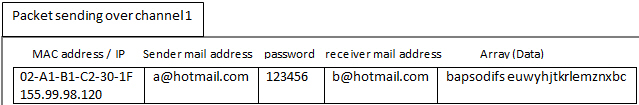 Packet sending over channel 1
MAC address / IP Sender mail address password receiver mail address Array (Data)
02-A1-B1-C2-30-1F a@hotmail.com 123456 b@hotmail.com bapsodifs euwyhjtkrlemznxbc
155.99.98.120